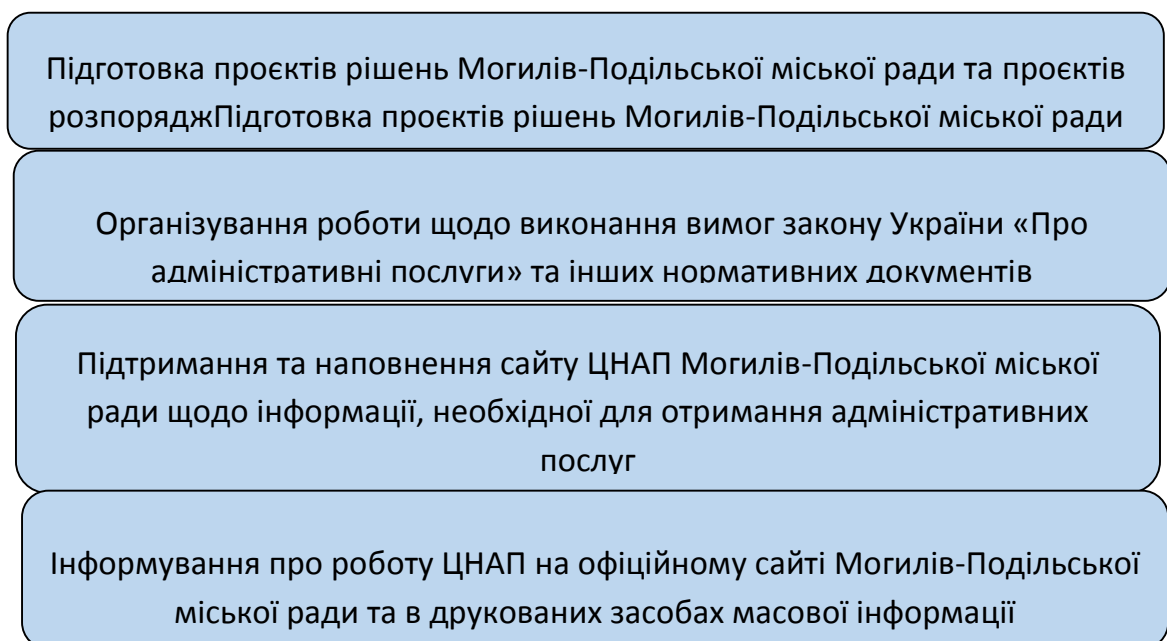 Підготовка проєктів рішень Могилів-Подільської міської ради та проєктів
розпоряджПідготовка проєктів рішень Могилів-Подільської міської ради
Організування роботи щодо виконання вимог закону України «Про
адміністративні послуги» та інших нормативних документів
Підтримання та наповнення сайту ЦНАП Могилів-Подільської міської
ради щодо інформації, необхідної для отримання адміністративних
послуг
Інформування про роботу ЦНАП на офіційному сайті Могилів-Подільської
міської ради та в друкованих засобах масової інформації